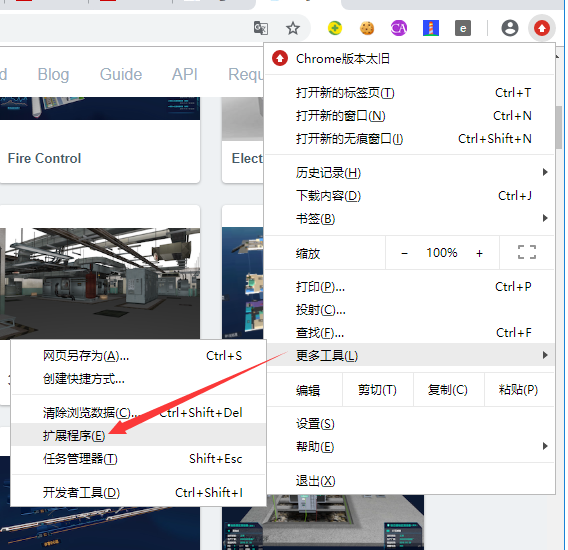 CA
e
Chrome版本太旧
d Blog Guide API Requ
打开新的标签页(T) Ctrl+T
打开新的窗口(N) Ctrl+N
打开新的无痕窗口(I) Ctrl+Shift+N
Fire Control
Elect
历史记录(H)
下载内容(D) Ctrl+J
书签(B)
缩放 − 100% +
打印(P)... Ctrl+P
投射(C)...
查找(F)... Ctrl+F
更多工具(L)
网页另存为(A)... Ctrl+S
创建快捷方式...
编辑 剪切(T) 复制(C) 粘贴(P)
清除浏览数据(C)... Ctrl+Shift+Del
设置(S)
扩展程序(E)
帮助(E)
任务管理器(T) Shift+Esc
退出(X)
开发者工具(D) Ctrl+Shift+I